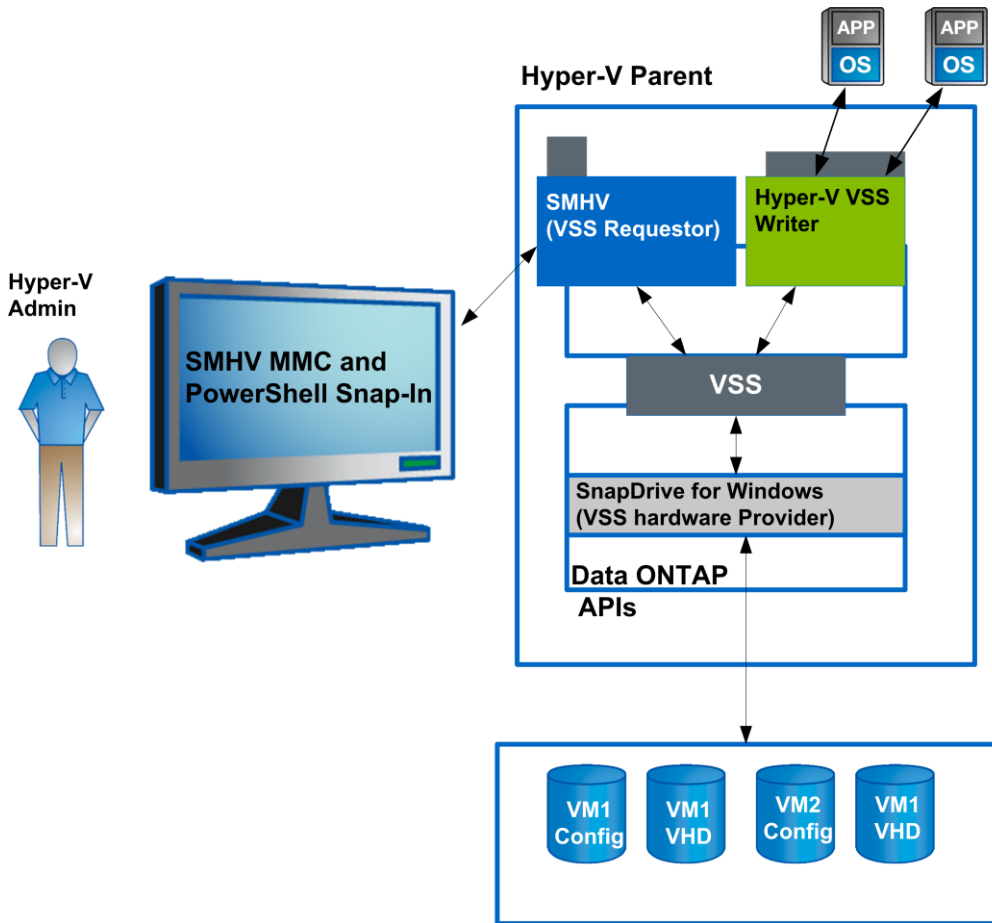 APP
OS
APP
OS
Hyper-V Parent
SMHV
(VSS Requestor)
Hyper-V VSS
Writer
Hyper-V
Admin
SMHV MMC and
PowerShell Snap-In
VSS
SnapDrive for Windows
(VSS hardware Provider)
Data ONTAP
APIs
VM1
Config
VM1
VHD
VM2
Config
VM1
VHD